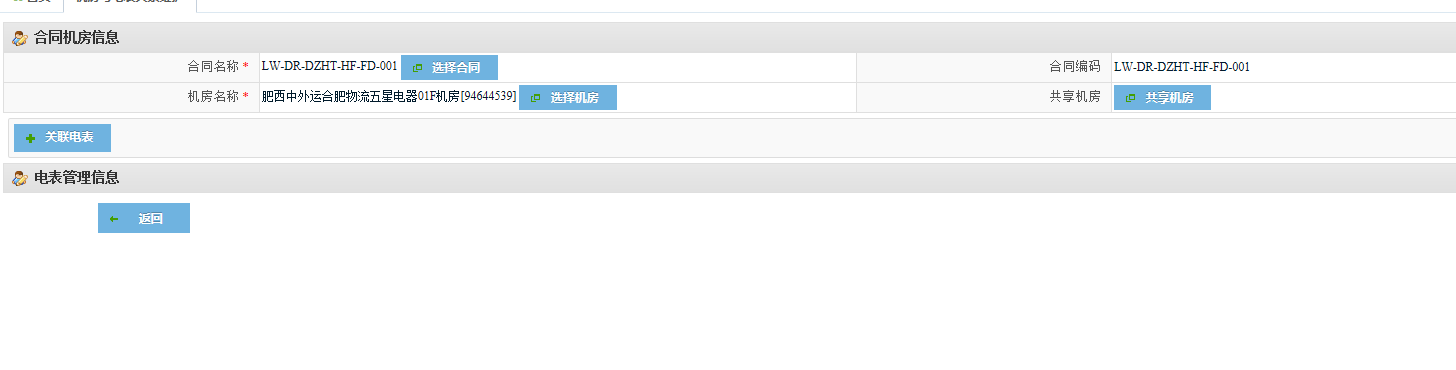 合同机房信息
合同名称 * LW-DR-DZHT-HF-FD-001 选择合同 合同编码 LW-DR-DZHT-HF-FD-001
机房名称 * 肥西中外运合肥物流五星电器01F机房[94644539] 选择机房 共享机房 共享机房
关联电表
电表管理信息
返回